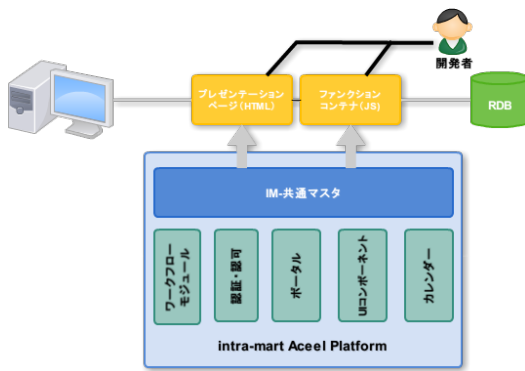 開発者
プレゼンテーション
ページ(HTML)
ファンクション
コンテナ(JS)
RDB
IM-共通マスタ
ワークフロー
モジュール
認証・認可
ポータル
UIコンポーネント
カレンダー
intra-mart Aceel Platform